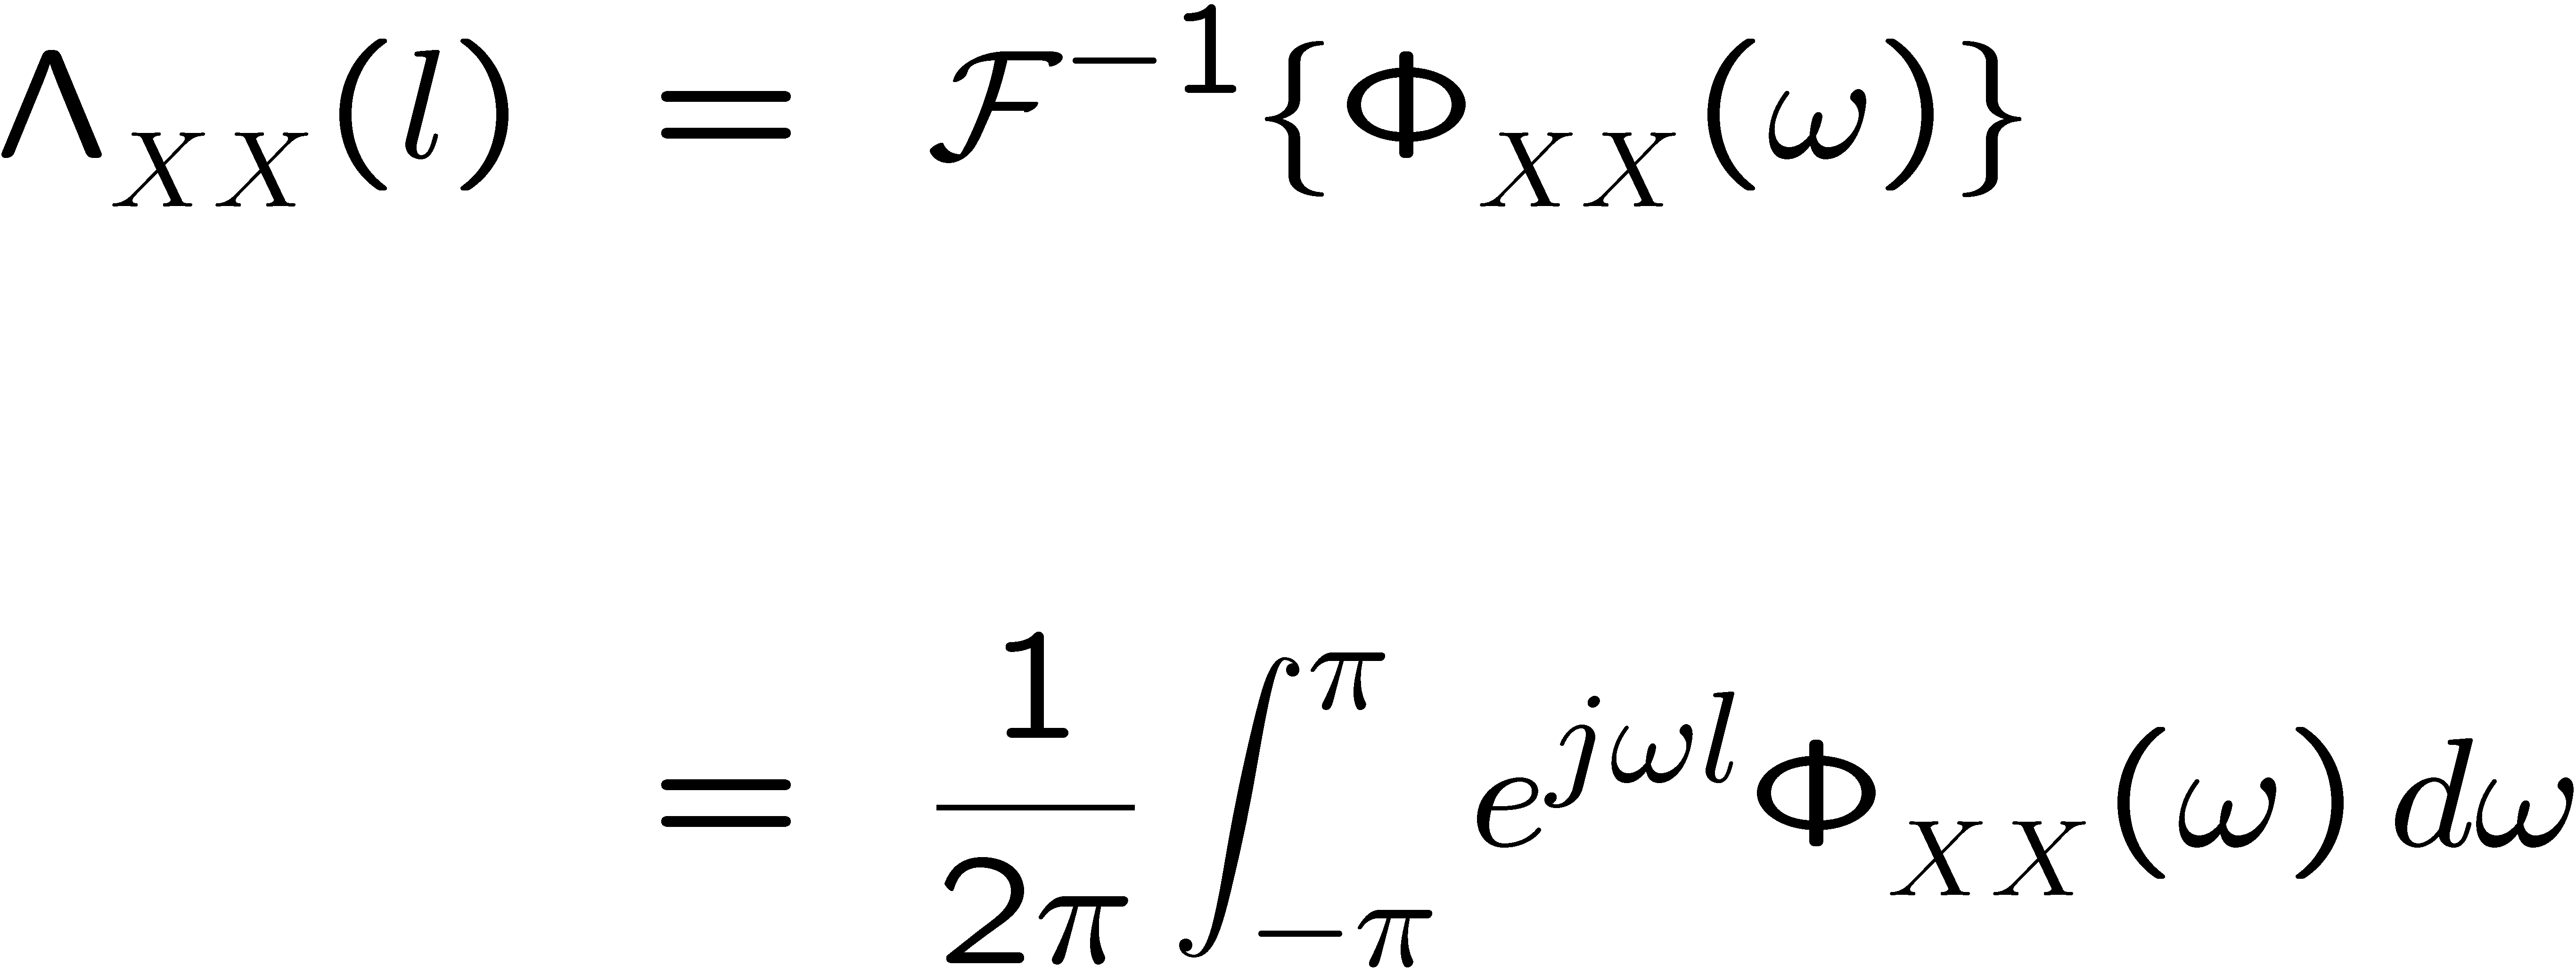 Λ_{XX}(l) = ℱ^{-1}{Φ_{XX}(ω)}
= \frac{1}{2π} ∫_{-π}^{π} e^{jωl} Φ_{XX}(ω) dω